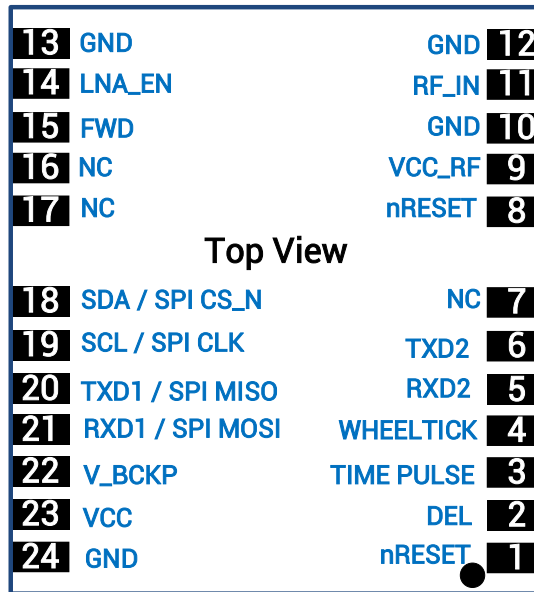 13 GND GND 12
14 LNA_EN RF_IN 11
15 FWD GND 10
16 NC VCC_RF 9
17 NC nRESET 8
Top View
18 SDA / SPI CS_N NC 7
19 SCL / SPI CLK TXD2 6
20 TXD1 / SPI MISO RXD2 5
21 RXD1 / SPI MOSI WHEELTICK 4
22 V_BCKP TIME PULSE 3
23 VCC DEL 2
24 GND nRESET 1